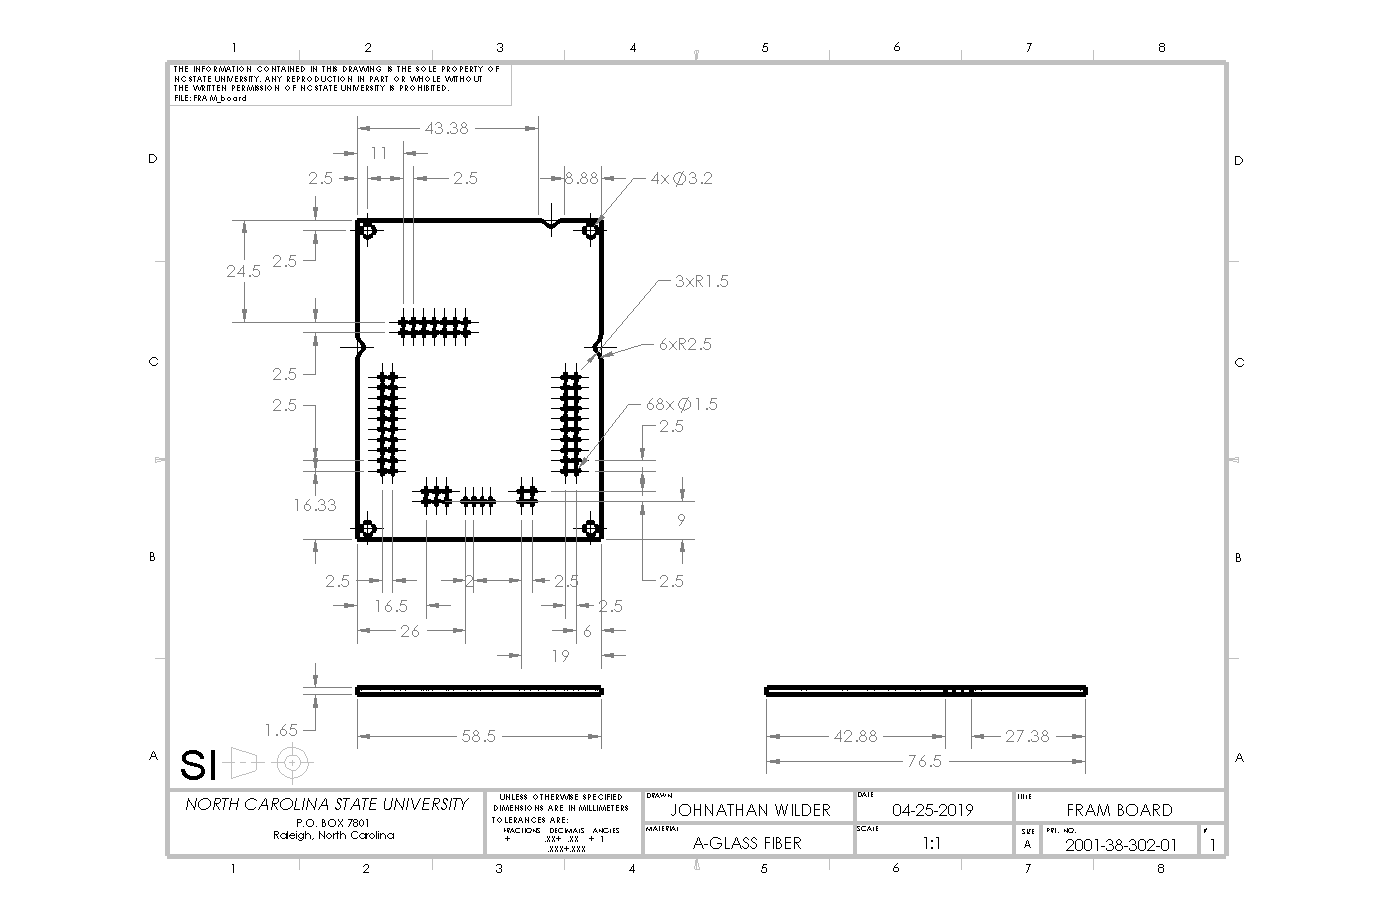 1 2 3 4 5 6 7 8
THE INFORMATION CONTAINED IN THIS DRAWING IS THE SOLE PROPERTY OF
NC STATE UNIVERSITY. ANY REPRODUCTION IN PART OR WHOLE WITHOUT
THE WRITTEN PERMISSION OF NC STATE UNIVERSITY IS PROHIBITED.
FILE: FRAM_board
43.38
11
D D
2.5 2.5 8.88 4x Ø3.2
2.5
24.5
3xR1.5
6xR2.5
C C
2.5
2.5 68x Ø1.5
2.5
16.33
9
B B
2.5 2 2.5 2.5
16.5 2.5
26 6
19
1.65
58.5 42.88 27.38
76.5
A A
SI
NORTH CAROLINA STATE UNIVERSITY
P.O. BOX 7801
Raleigh, North Carolina
UNLESS OTHERWISE SPECIFIED
DIMENSIONS ARE IN MILLIMETERS
TOLERANCES ARE:
FRACTIONS DECIMALS ANGLES
+ .XX+ .XX + 1
.XXX+.XXX
DRAWN
JOHNATHAN WILDER
DATE
04-25-2019
TITLE
FRAM BOARD
MATERIAL
A-GLASS FIBER
SCALE
1:1
SIZE
A
PRT. NO.
2001-38-302-01
#
1
1 2 3 4 5 6 7 8